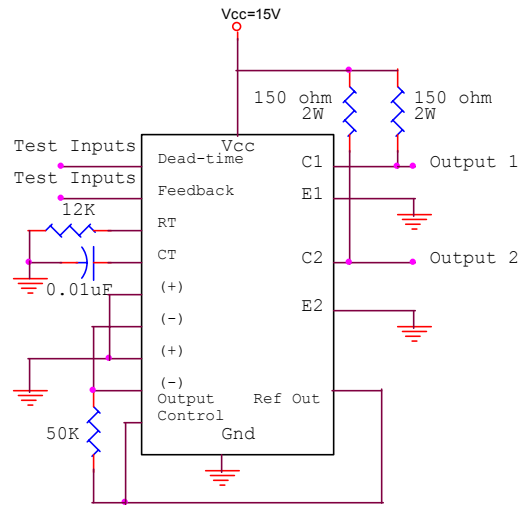 Vcc=15V
150 ohm
2W
150 ohm
2W
Vcc
Test Inputs
Dead-time
C1
Output 1
Test Inputs
Feedback
E1
12K
RT
CT
C2
Output 2
0.01uF
(+)
(-)
E2
(+)
(-)
Output
Control
Ref Out
50K
Gnd